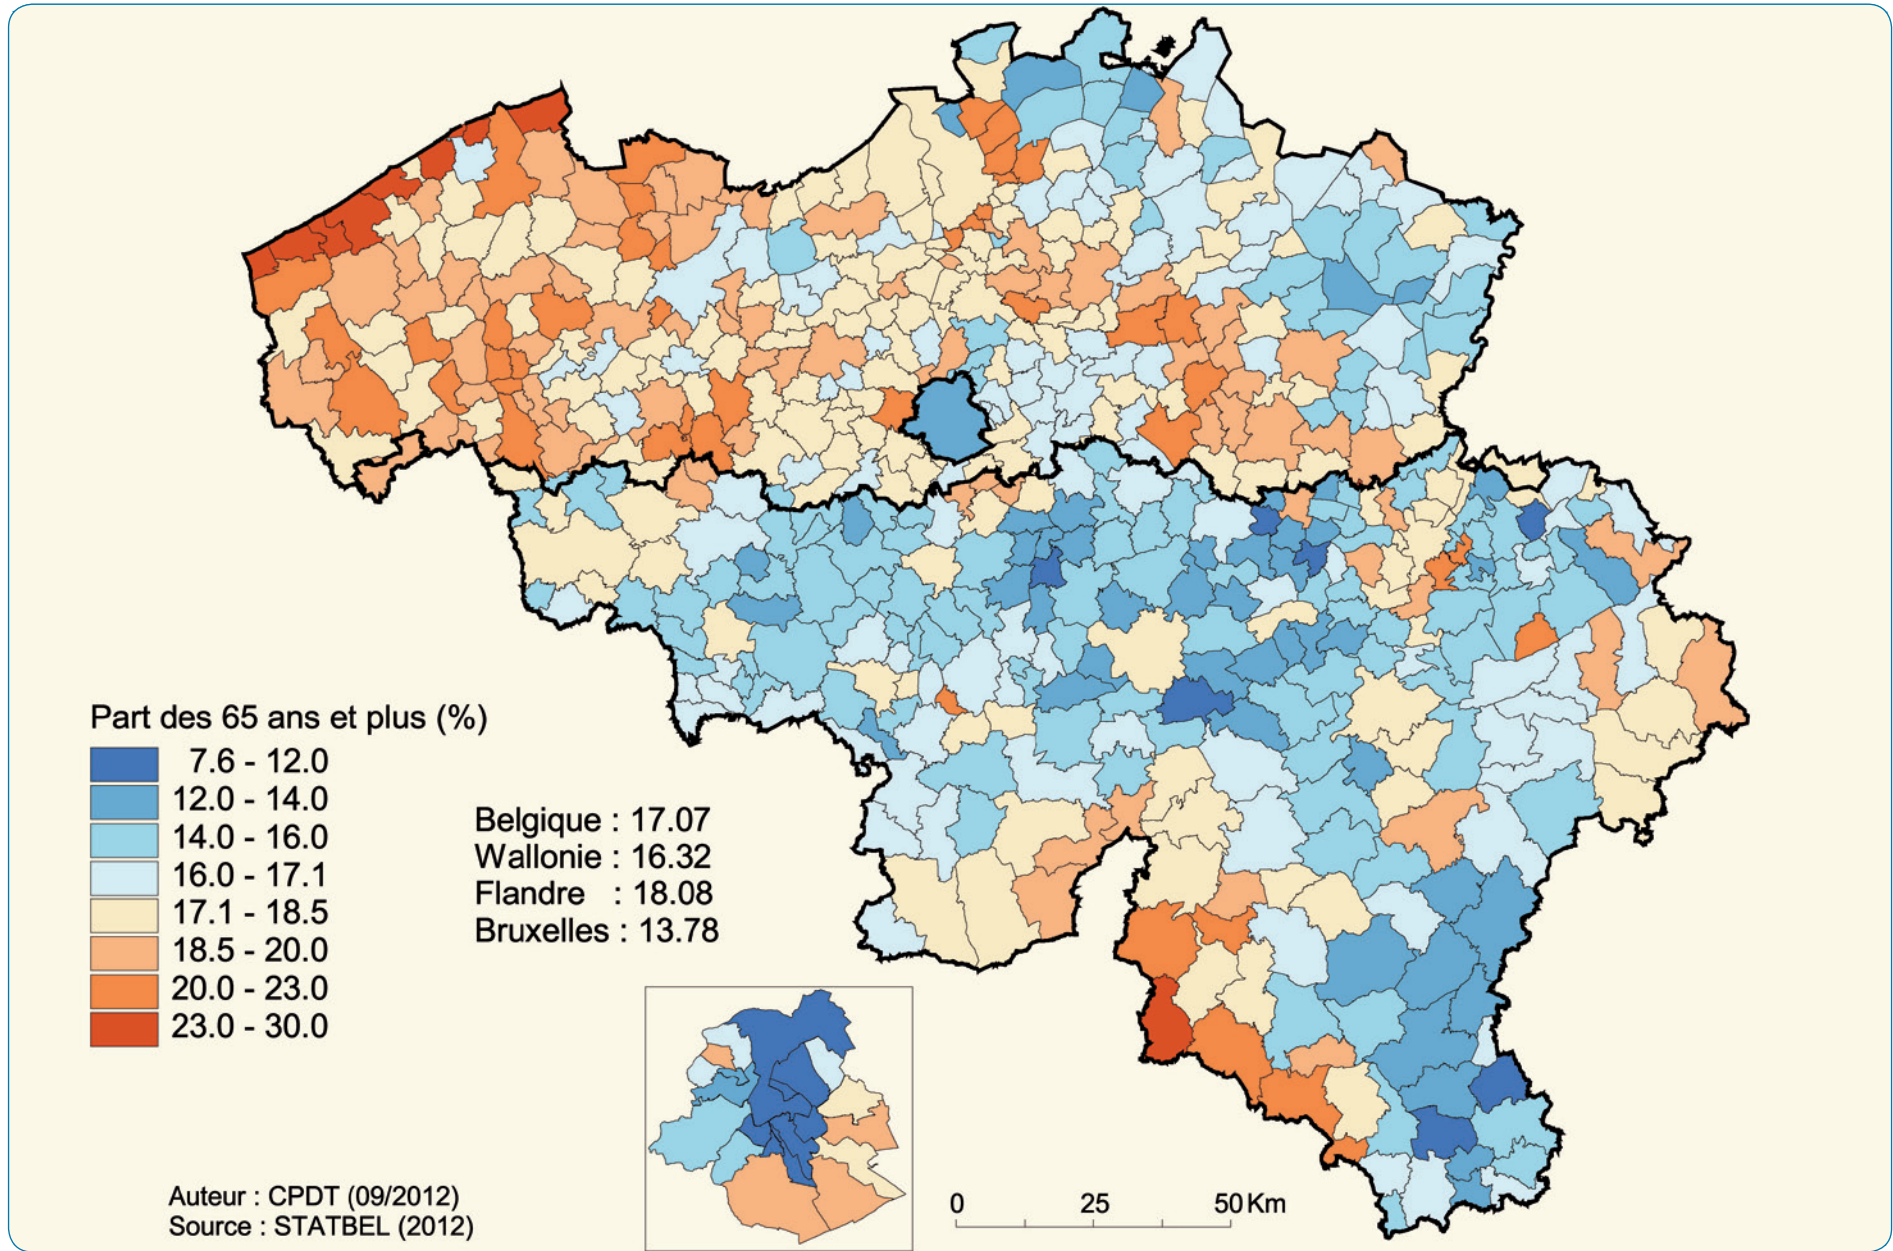 Part des 65 ans et plus (%)
7.6 - 12.0
12.0 - 14.0
14.0 - 16.0
16.0 - 17.1
17.1 - 18.5
18.5 - 20.0
20.0 - 23.0
23.0 - 30.0
Belgique : 17.07
Wallonie : 16.32
Flandre : 18.08
Bruxelles : 13.78
Auteur : CPDT (09/2012)
Source : STATBEL (2012)
0 25 50 Km